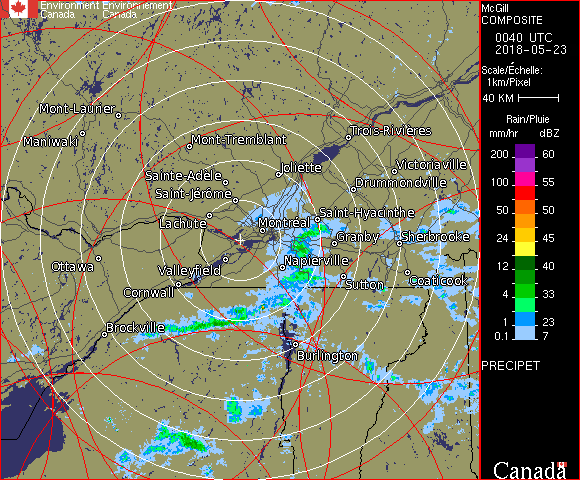 Environment Environnement
Canada Canada
McGill
COMPOSITE
0040 UTC
2018-05-23
Scale/Échelle:
1km/Pixel
40 KM
Rain/Pluie
mm/hr dBZ
200 60
100 55
50 50
24 45
12 40
4 33
1 23
0.1 7
PRECIPET
Canada
Mont-Laurier
Maniwaki
Mont-Tremblant
Trois-Rivières
Sainte-Adèle
Joliette
Victoriaville
Saint-Jérôme
Drummondville
Lachute
Montréal
Saint-Hyacinthe
Granby
Sherbrooke
Ottawa
Valleyfield
Napierville
Cornwall
Sutton
Coaticook
Brockville
Burlington